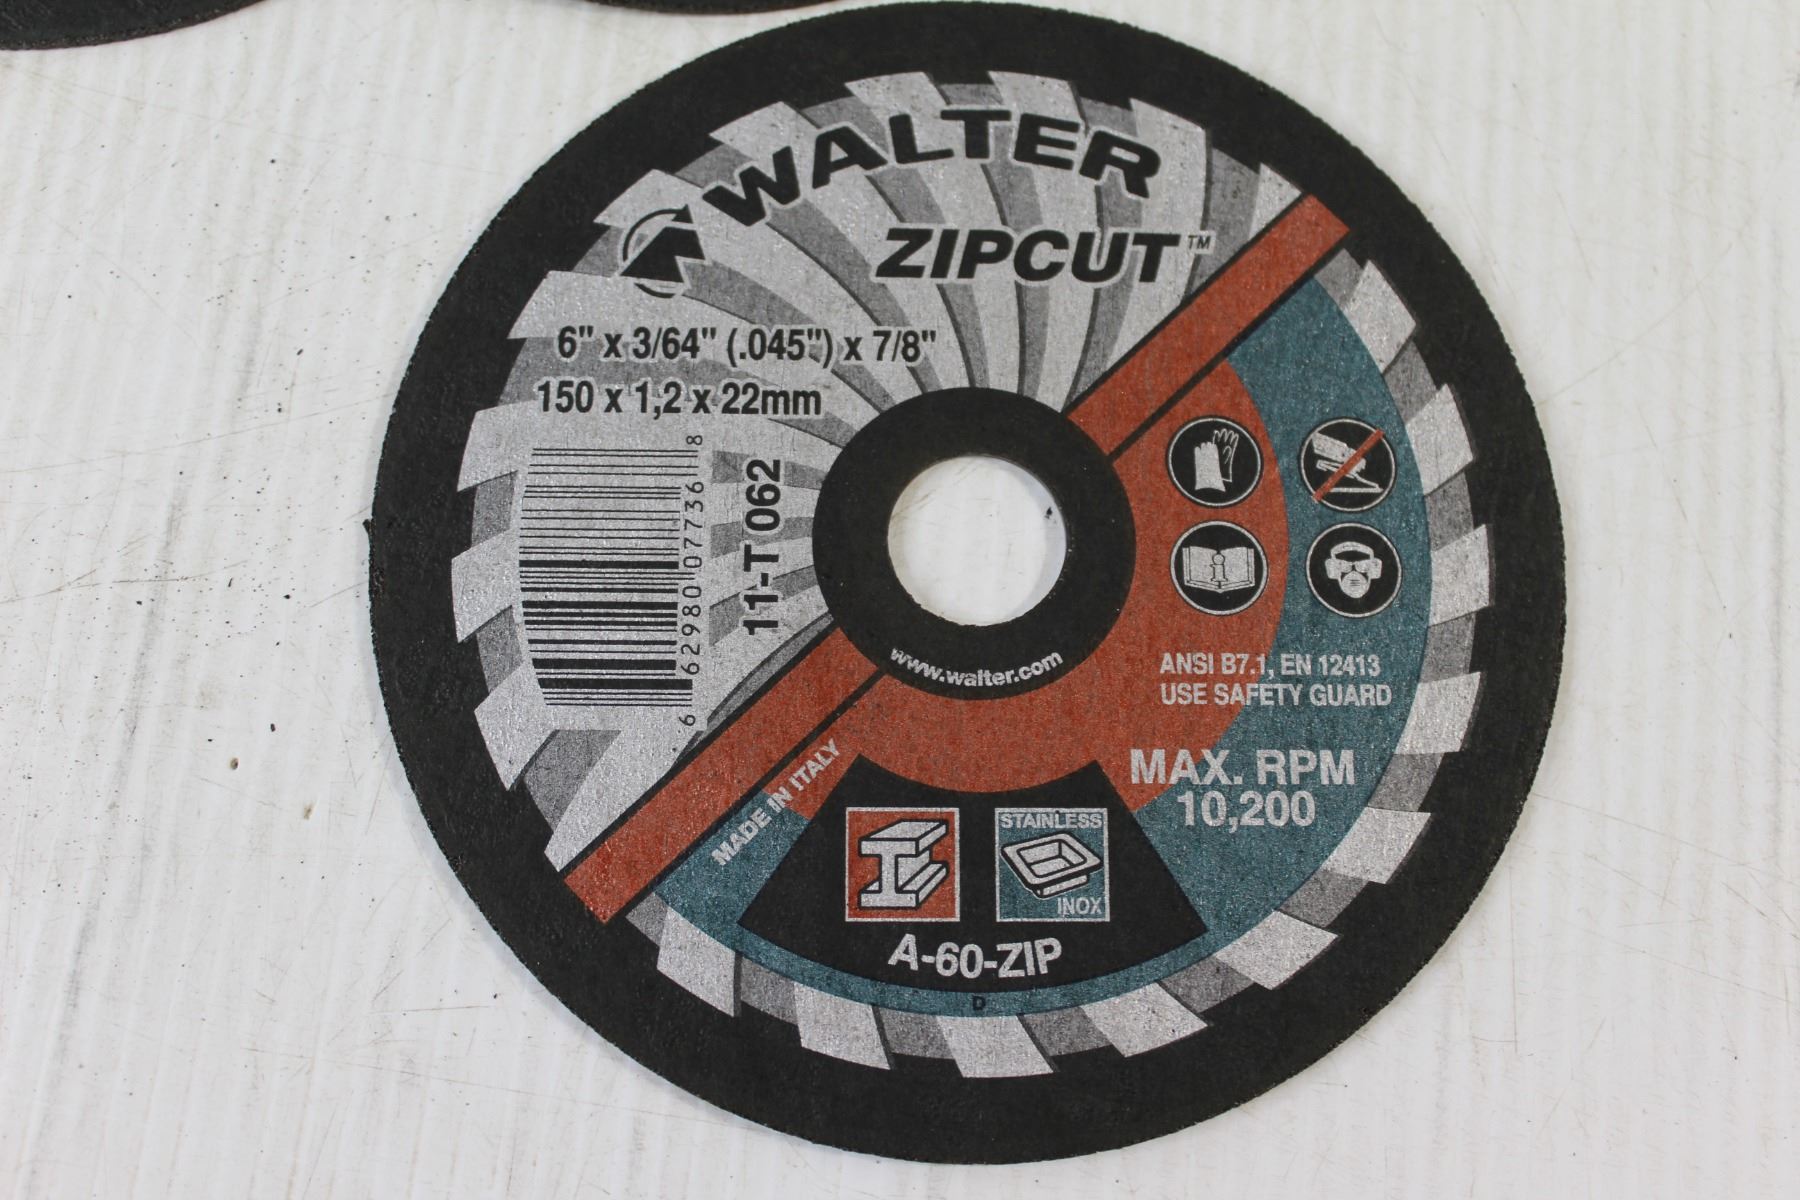 WALTER
ZIPCUT™
6" x 3/64" (.045") x 7/8"
150 x 1,2 x 22mm
6 62980 07736 8
11-T 062
www.walter.com
ANSI B7.1, EN 12413
USE SAFETY GUARD
MAX. RPM
10,200
MADE IN ITALY
STAINLESS
INOX
A-60-ZIP
D